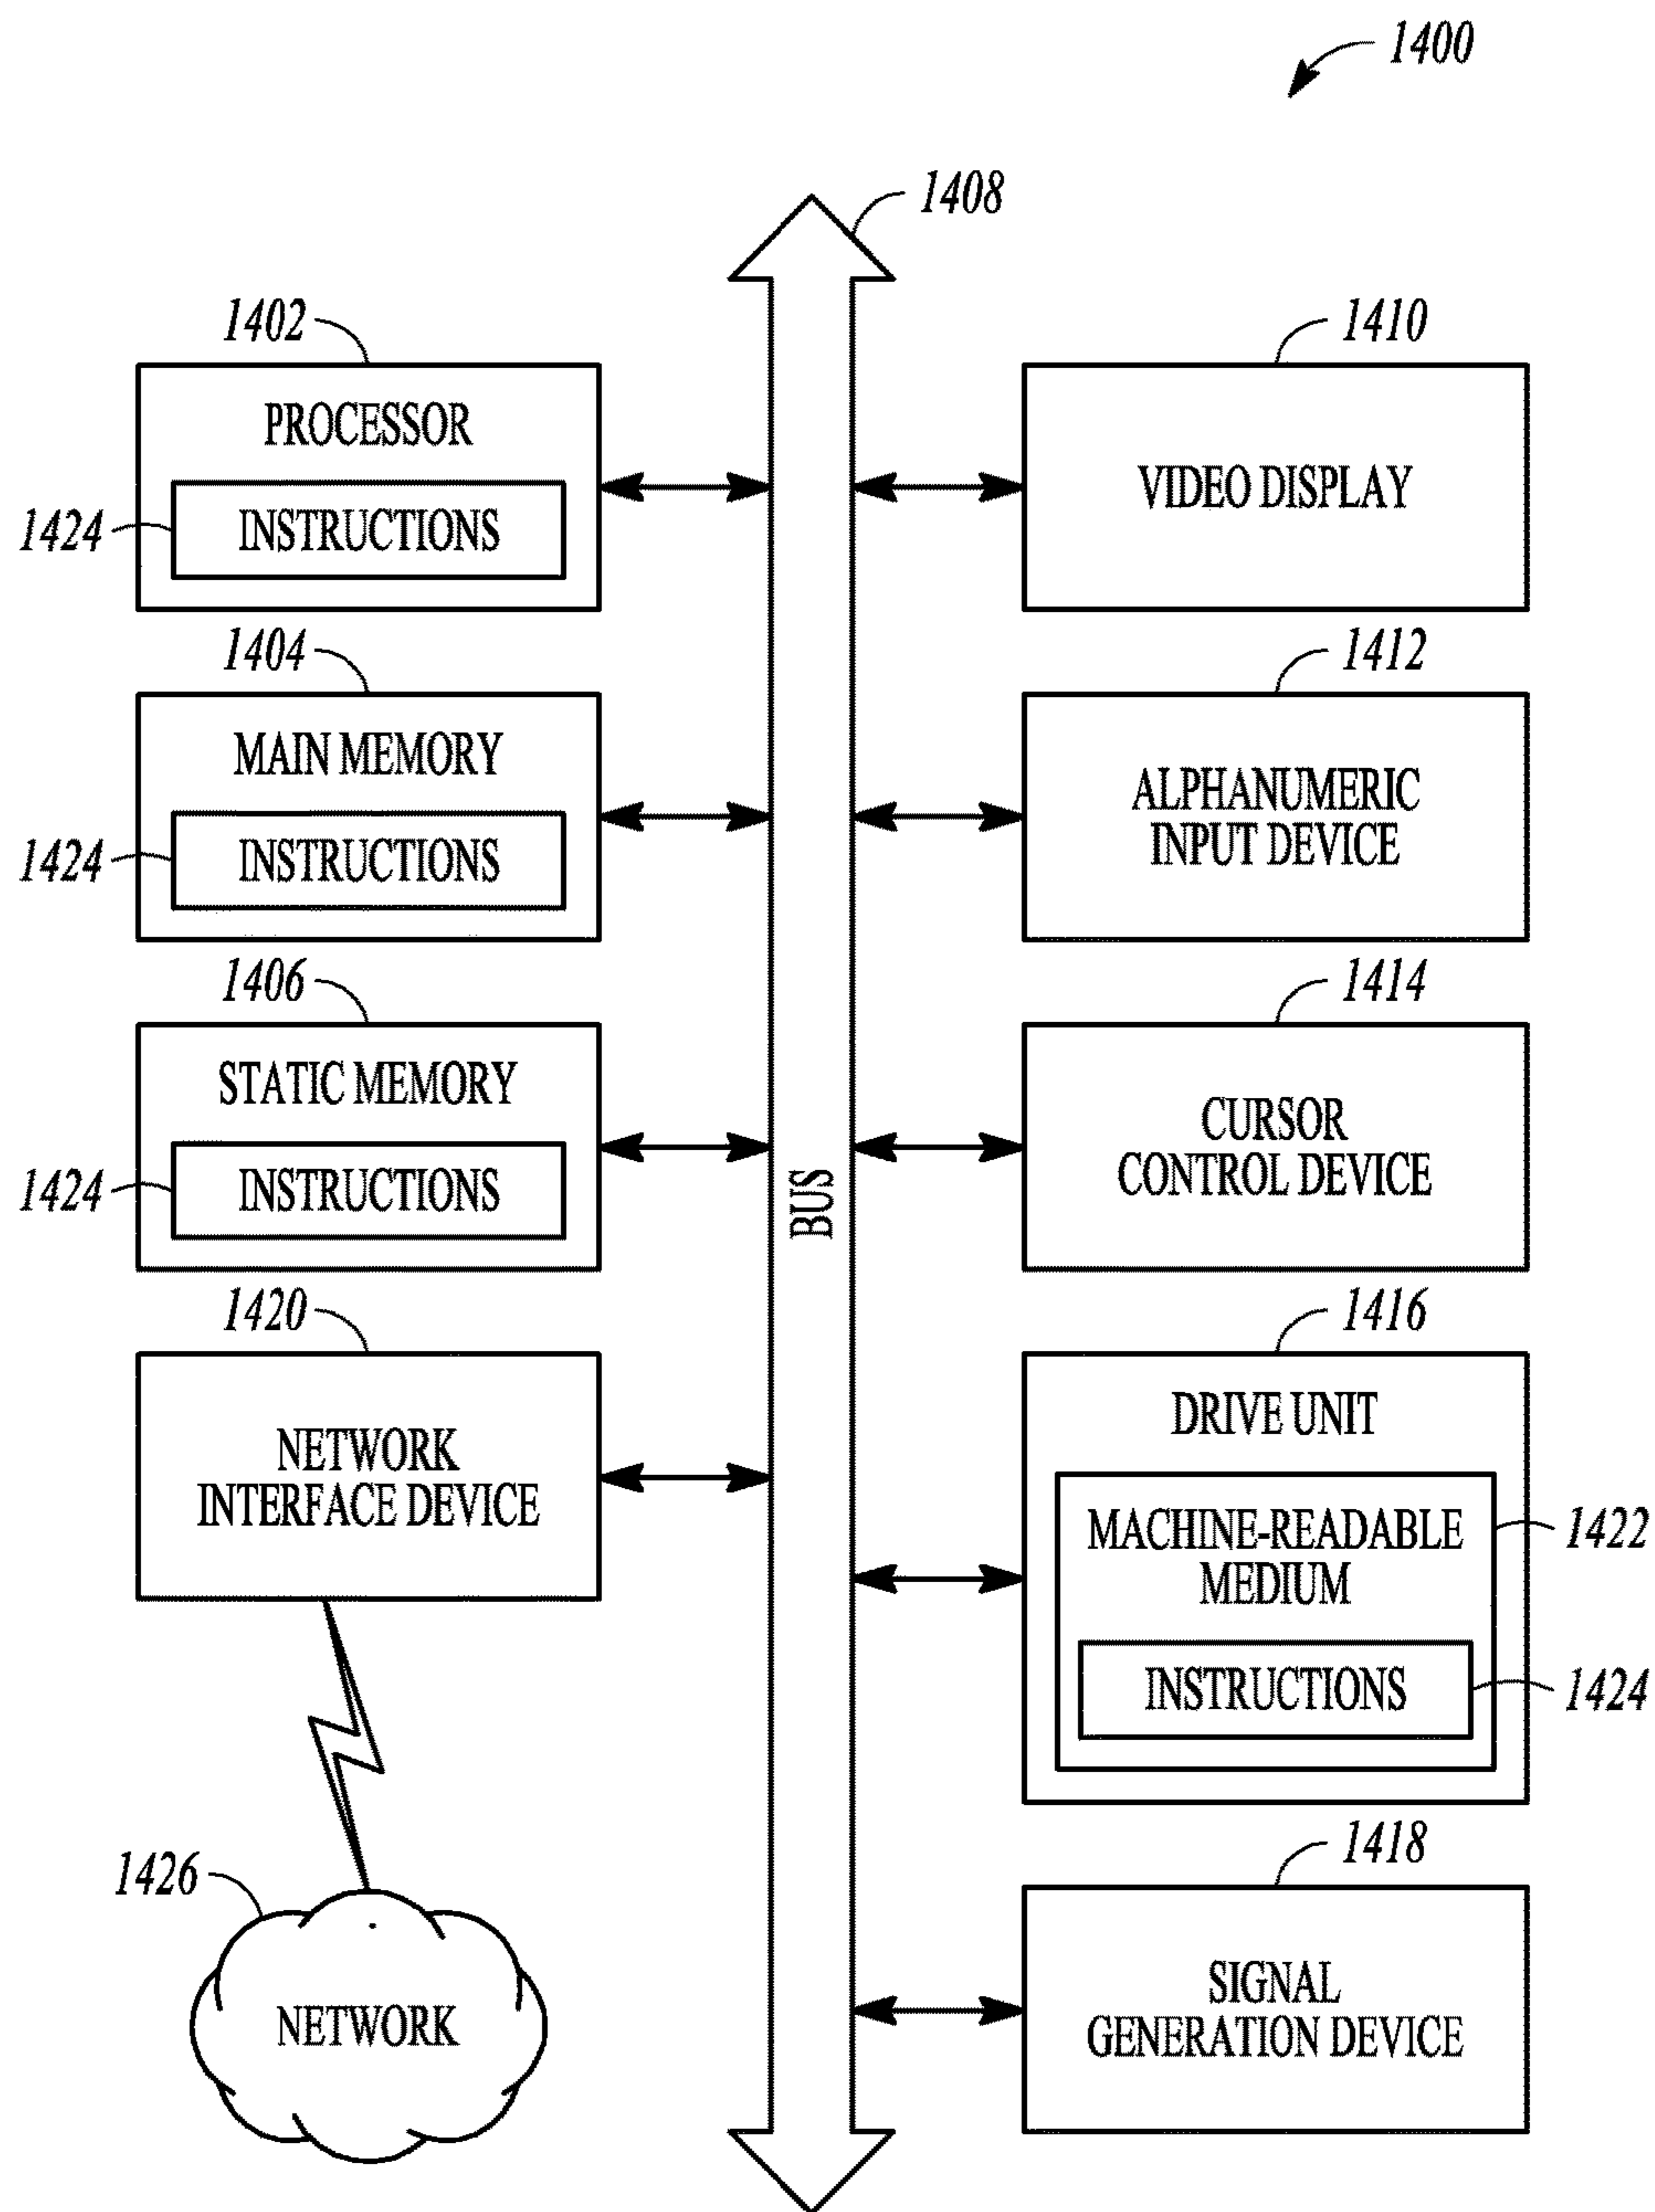 1400
1408
1402
PROCESSOR
1424
INSTRUCTIONS
1404
MAIN MEMORY
1424
INSTRUCTIONS
1406
STATIC MEMORY
1424
INSTRUCTIONS
1420
NETWORK
INTERFACE DEVICE
1426
NETWORK
BUS
1410
VIDEO DISPLAY
1412
ALPHANUMERIC
INPUT DEVICE
1414
CURSOR
CONTROL DEVICE
1416
DRIVE UNIT
MACHINE-READABLE
MEDIUM
1422
INSTRUCTIONS
1424
1418
SIGNAL
GENERATION DEVICE